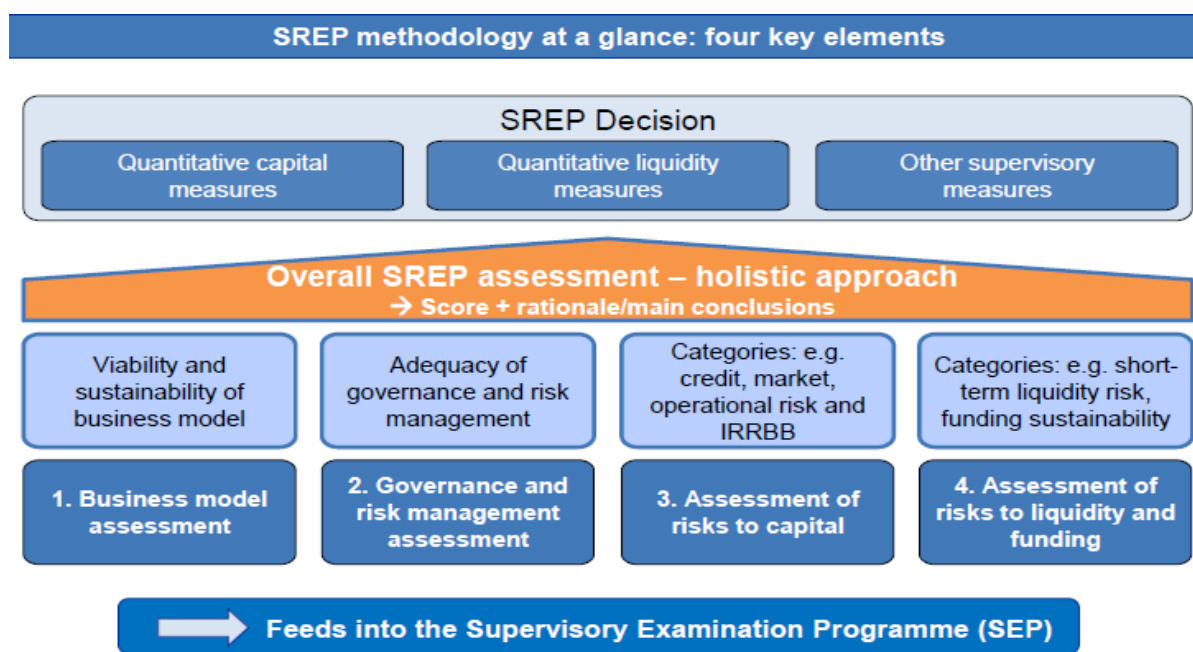 SREP methodology at a glance: four key elements
SREP Decision
Quantitative capital
measures
Quantitative liquidity
measures
Other supervisory
measures
Overall SREP assessment – holistic approach
→ Score + rationale/main conclusions
Viability and
sustainability of
business model
Adequacy of
governance and risk
management
Categories: e.g.
credit, market,
operational risk and
IRRBB
Categories: e.g. short-
term liquidity risk,
funding sustainability
1. Business model
assessment
2. Governance and
risk management
assessment
3. Assessment of
risks to capital
4. Assessment of
risks to liquidity and
funding
Feeds into the Supervisory Examination Programme (SEP)